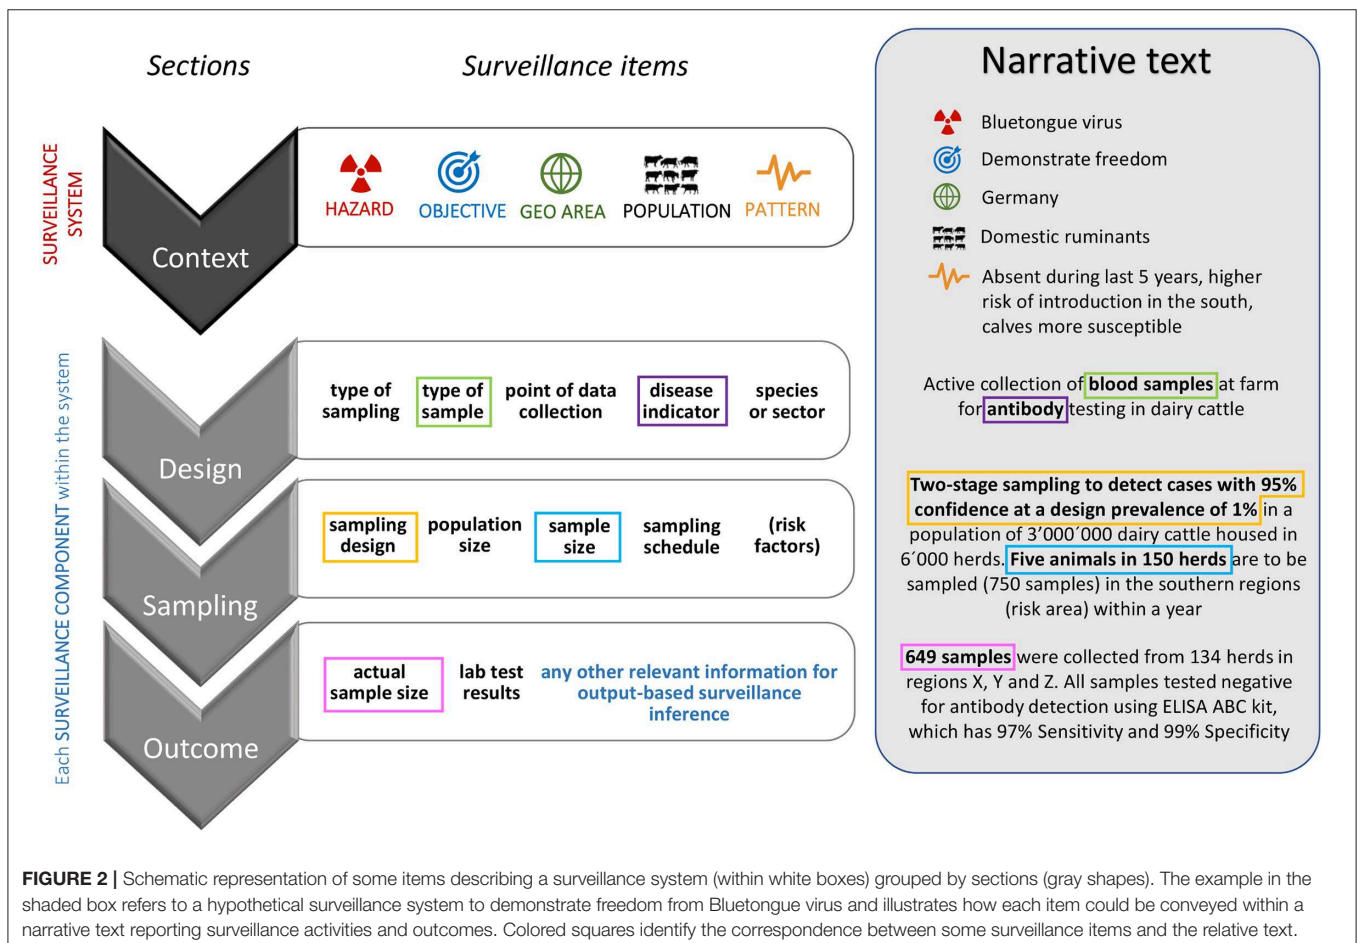 Sections
Surveillance items
SURVEILLANCE
SYSTEM
Context
HAZARD
OBJECTIVE
GEO AREA
POPULATION
PATTERN
Each SURVEILLANCE COMPONENT within the system
Design
type of
sampling
type of
sample
point of data
collection
disease
indicator
species
or sector
Sampling
sampling
design
population
size
sample
size
sampling
schedule
(risk
factors)
Outcome
actual
sample size
lab test
results
any other relevant information for
output-based surveillance
inference
Narrative text
Bluetongue virus
Demonstrate freedom
Germany
Domestic ruminants
Absent during last 5 years, higher
risk of introduction in the south,
calves more susceptible
Active collection of blood samples at farm
for antibody testing in dairy cattle
Two-stage sampling to detect cases with 95%
confidence at a design prevalence of 1% in a
population of 3’000´000 dairy cattle housed in
6´000 herds. Five animals in 150 herds are to be
sampled (750 samples) in the southern regions
(risk area) within a year
649 samples were collected from 134 herds in
regions X, Y and Z. All samples tested negative
for antibody detection using ELISA ABC kit,
which has 97% Sensitivity and 99% Specificity
FIGURE 2 | Schematic representation of some items describing a surveillance system (within white boxes) grouped by sections (gray shapes). The example in the
shaded box refers to a hypothetical surveillance system to demonstrate freedom from Bluetongue virus and illustrates how each item could be conveyed within a
narrative text reporting surveillance activities and outcomes. Colored squares identify the correspondence between some surveillance items and the relative text.